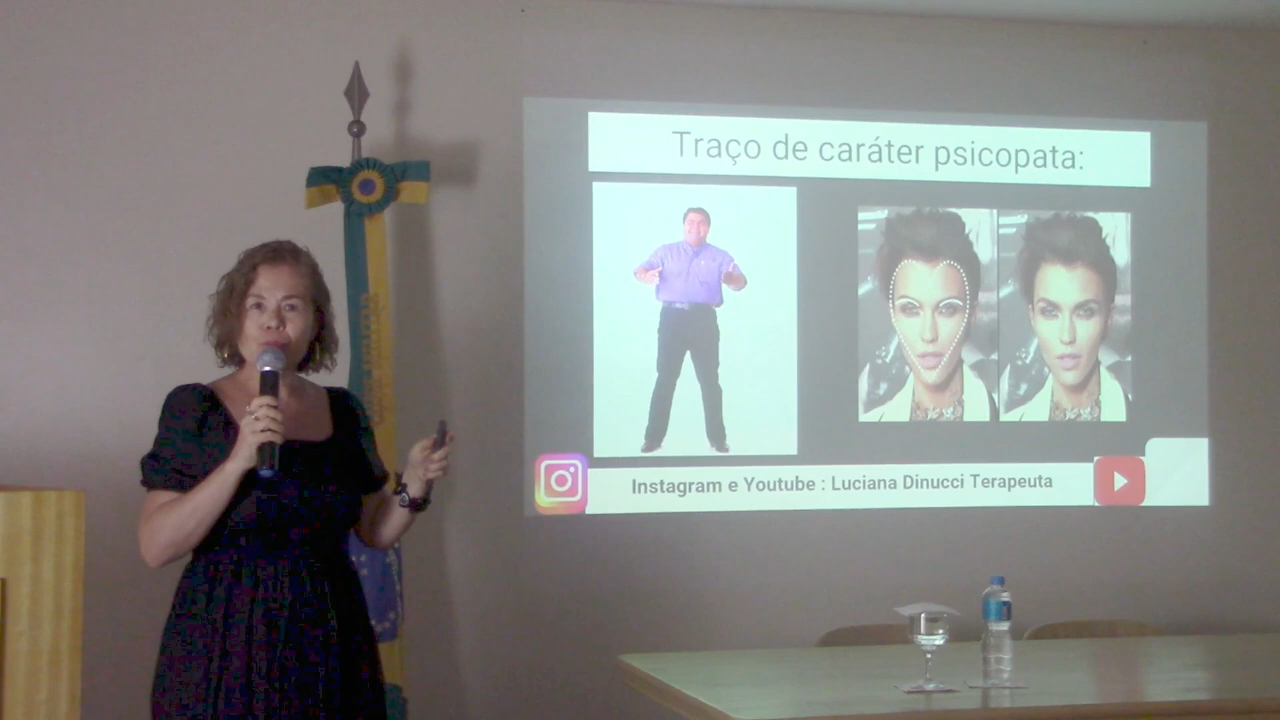 Traço de caráter psicopata:
Instagram e Youtube : Luciana Dinucci Terapeuta